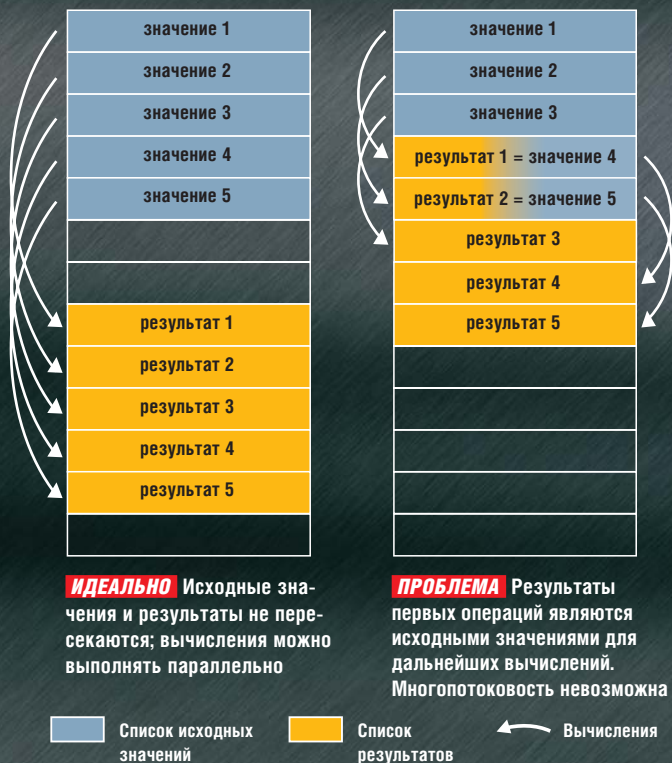 значение 1
значение 2
значение 3
значение 4
значение 5
результат 1
результат 2
результат 3
результат 4
результат 5
ИДЕАЛЬНО Исходные зна-
чения и результаты не пере-
секаются; вычисления можно
выполнять параллельно
значение 1
значение 2
значение 3
результат 1 = значение 4
результат 2 = значение 5
результат 3
результат 4
результат 5
ПРОБЛЕМА Результаты
первых операций являются
исходными значениями для
дальнейших вычислений.
Многопотоковость невозможна
Список исходных
значений
Список
результатов
Вычисления